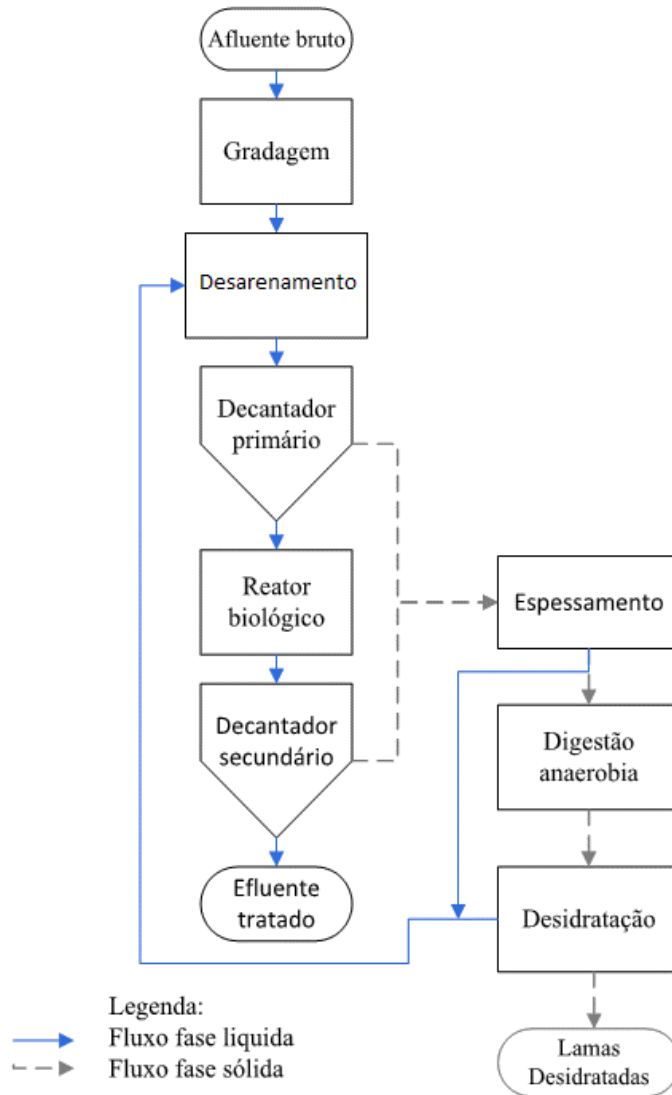 Afluente bruto
Gradagem
Desarenamento
Decantador
primário
Reator
biológico
Espessamento
Decantador
secundário
Digestão
anaerobia
Efluente
tratado
Desidratação
Legenda:
Fluxo fase liquida
Fluxo fase sólida
Lamas
Desidratadas